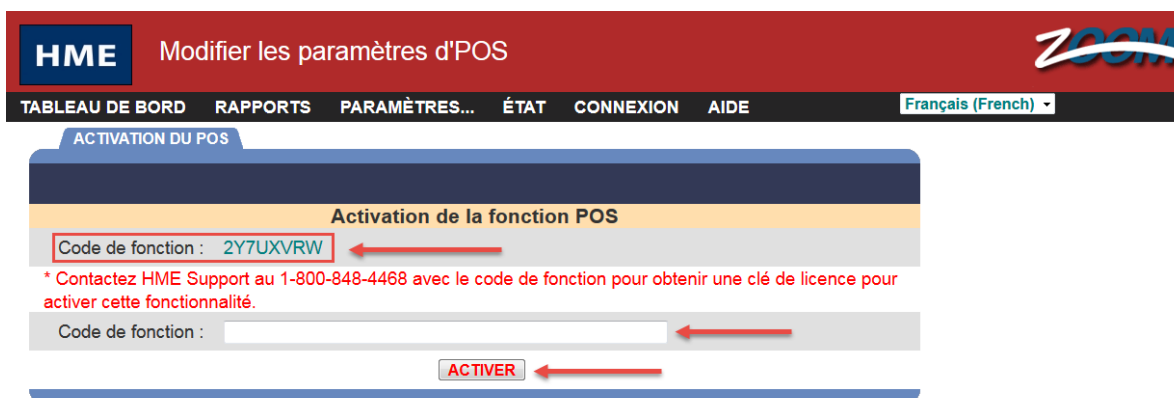 HME Modifier les paramètres d'POS ZOOM
TABLEAU DE BORD RAPPORTS PARAMÈTRES... ÉTAT CONNEXION AIDE Français (French)
ACTIVATION DU POS
Activation de la fonction POS
Code de fonction : 2Y7UXVRW
* Contactez HME Support au 1-800-848-4468 avec le code de fonction pour obtenir une clé de licence pour
activer cette fonctionnalité.
Code de fonction :
ACTIVER